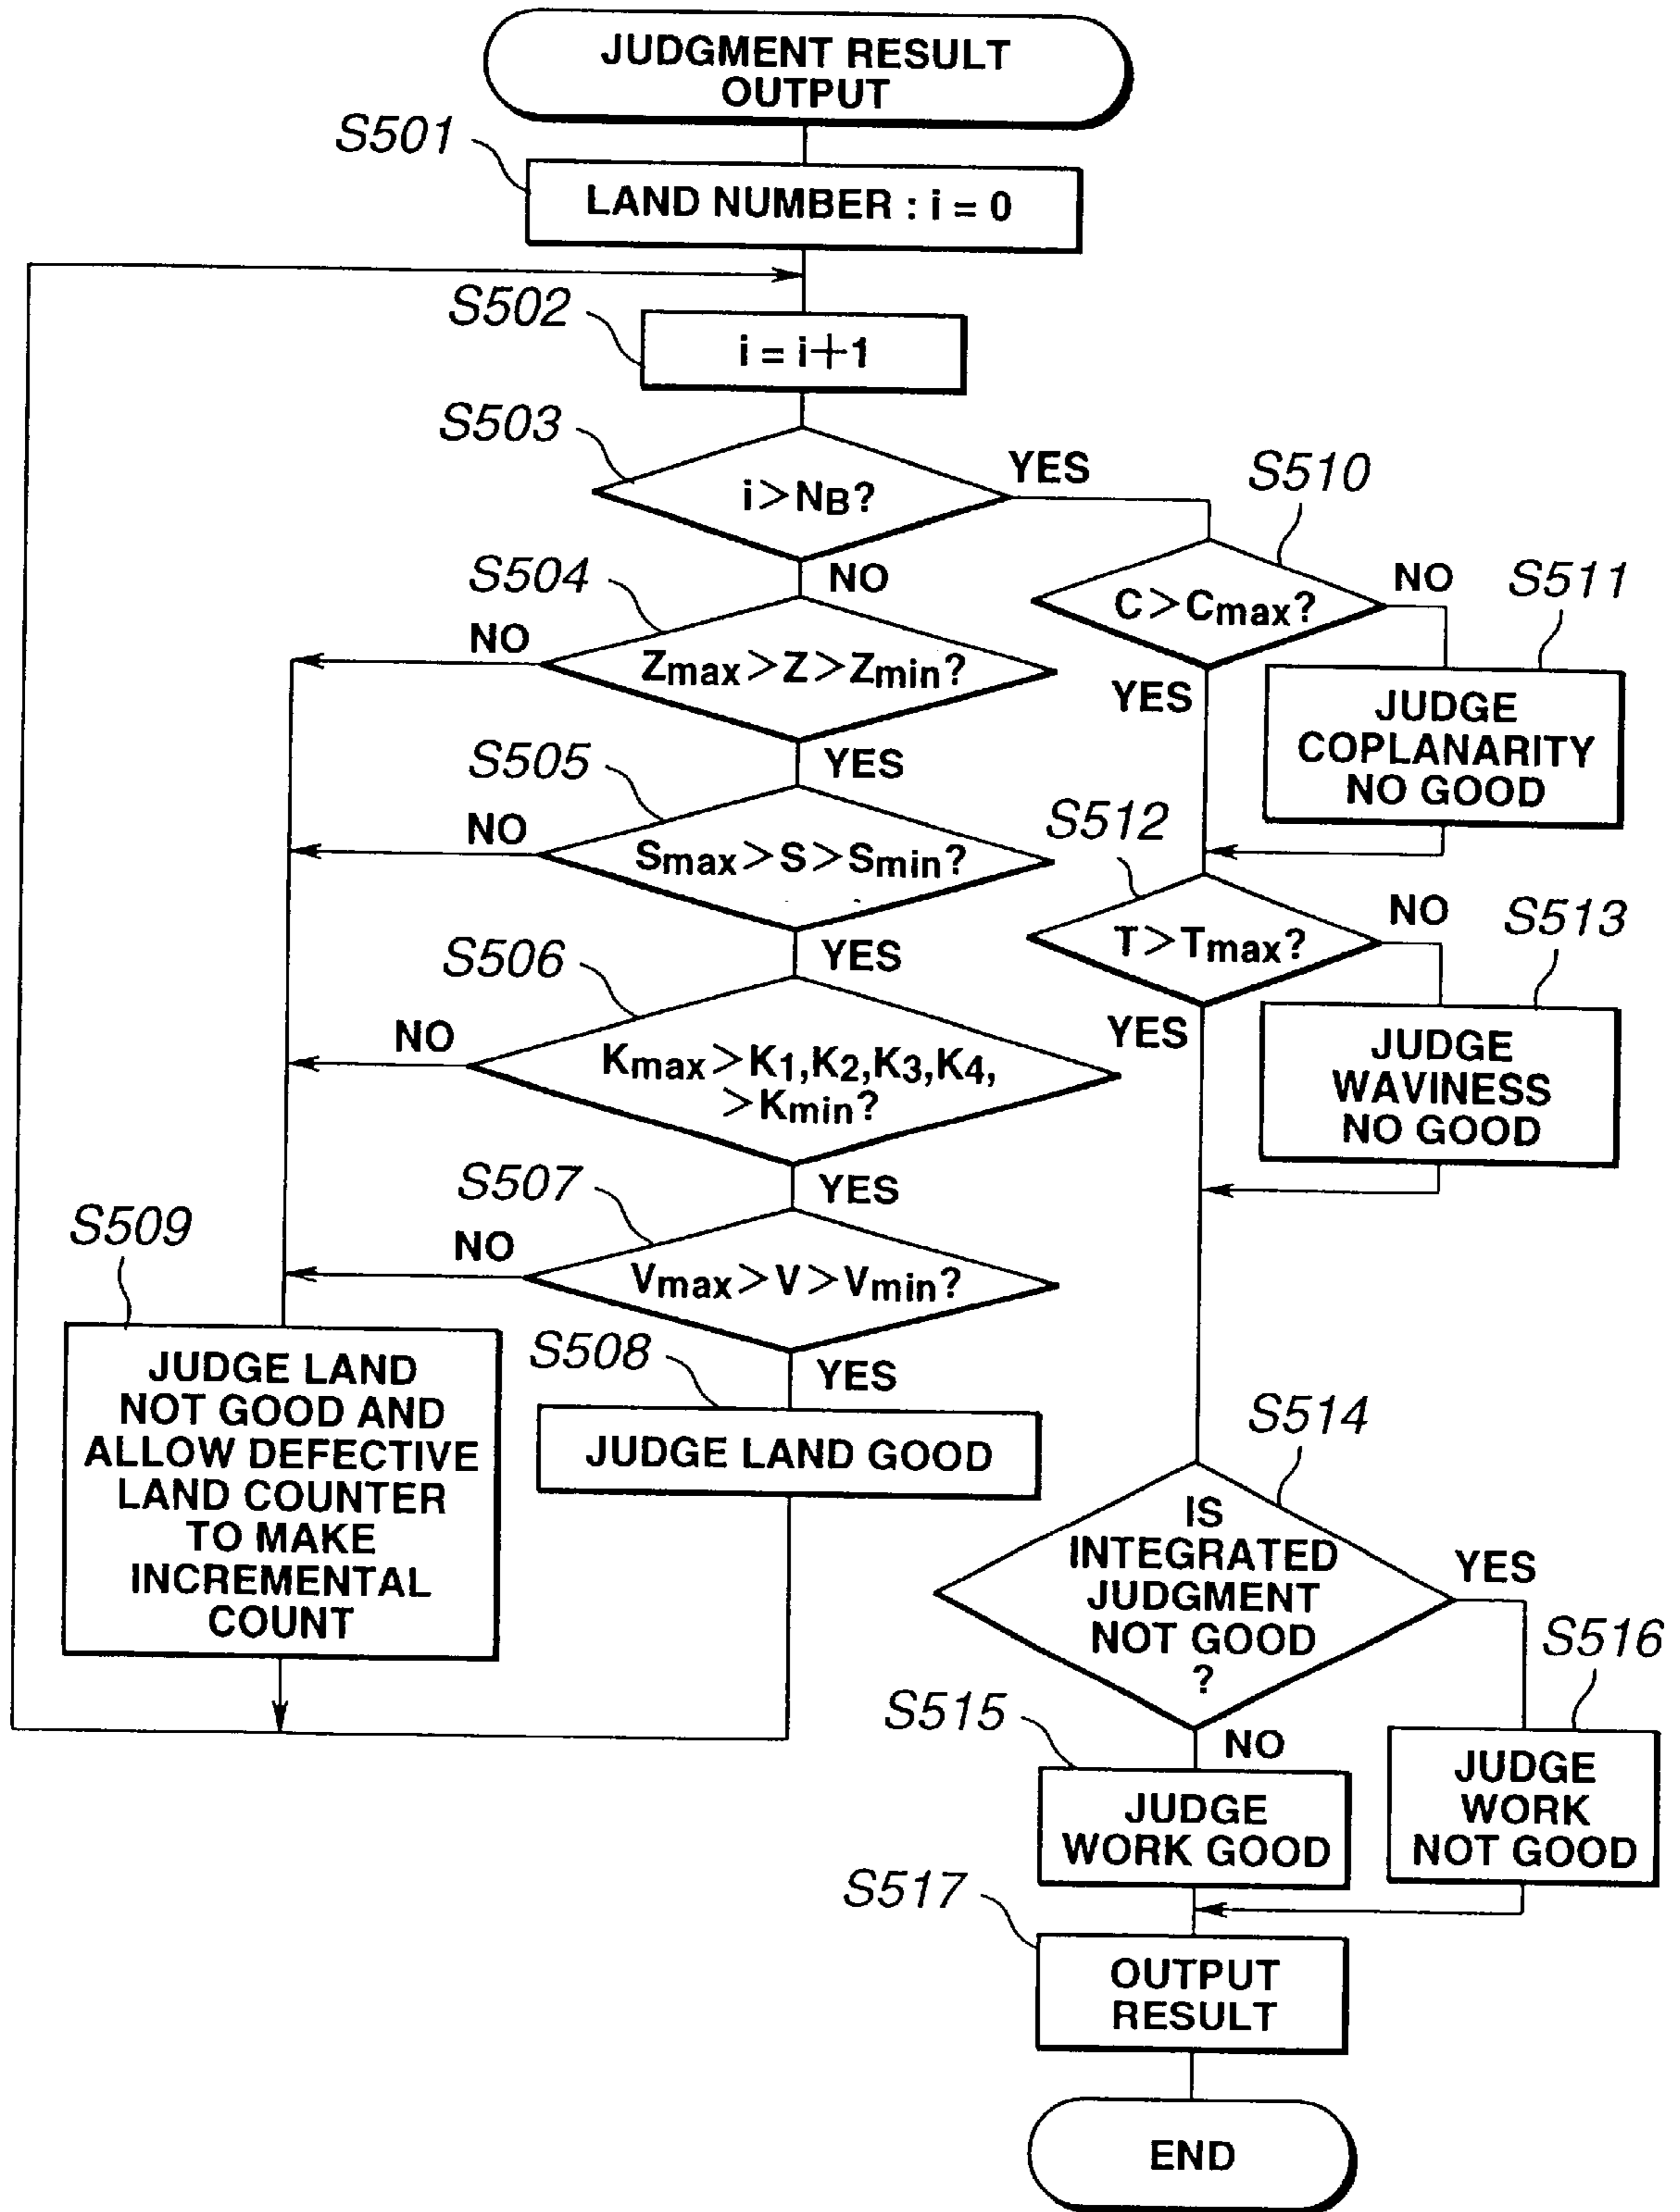 JUDGMENT RESULT
OUTPUT
S501
LAND NUMBER : i = 0
S502
i = i+1
S503
i>NB?
YES
NO
S504
Zmax>Z>Zmin?
NO
YES
S505
Smax>S>Smin?
NO
YES
S506
Kmax>K1,K2,K3,K4,
>Kmin?
NO
YES
S507
Vmax>V>Vmin?
NO
YES
S508
JUDGE LAND GOOD
S509
JUDGE LAND
NOT GOOD AND
ALLOW DEFECTIVE
LAND COUNTER
TO MAKE
INCREMENTAL
COUNT
S510
C>Cmax?
NO
YES
S511
JUDGE
COPLANARITY
NO GOOD
S512
T>Tmax?
NO
YES
S513
JUDGE
WAVINESS
NO GOOD
S514
IS
INTEGRATED
JUDGMENT
NOT GOOD
?
YES
NO
S515
JUDGE
WORK GOOD
S516
JUDGE
WORK
NOT GOOD
S517
OUTPUT
RESULT
END